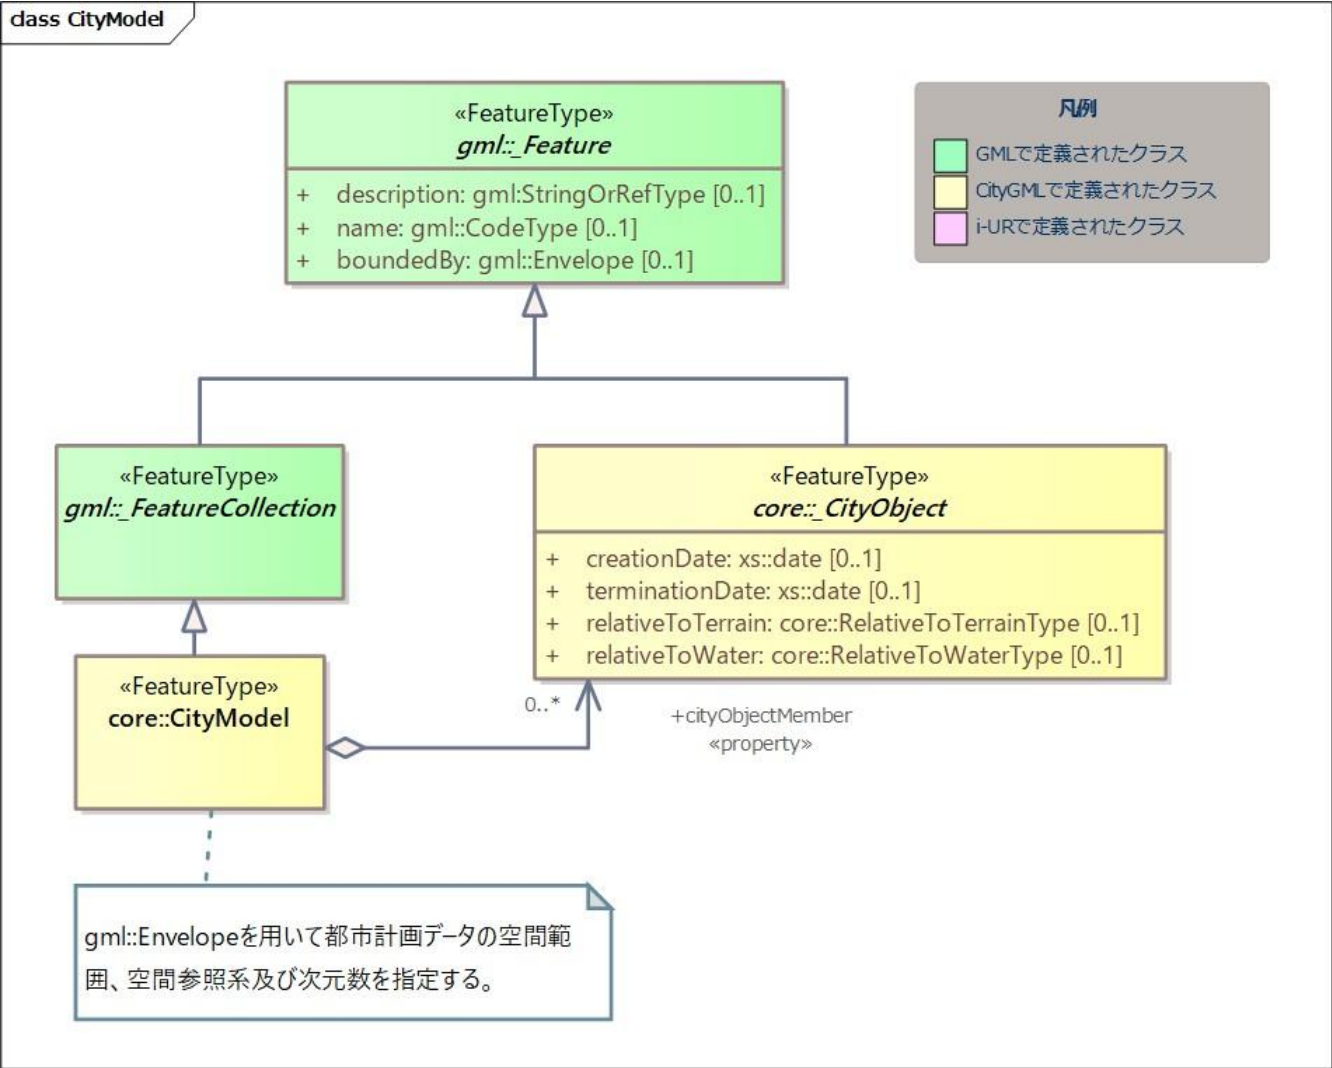 class CityModel
«FeatureType»
gml::_Feature
+ description: gml:StringOrRefType [0..1]
+ name: gml::CodeType [0..1]
+ boundedBy: gml::Envelope [0..1]
凡例
GMLで定義されたクラス
CityGMLで定義されたクラス
i-URで定義されたクラス
«FeatureType»
gml::_FeatureCollection
«FeatureType»
core::_CityObject
+ creationDate: xs::date [0..1]
+ terminationDate: xs::date [0..1]
+ relativeToTerrain: core::RelativeToTerrainType [0..1]
+ relativeToWater: core::RelativeToWaterType [0..1]
«FeatureType»
core::CityModel
0..*
+cityObjectMember
«property»
gml::Envelopeを用いて都市計画データの空間範
囲、空間参照系及び次元数を指定する。